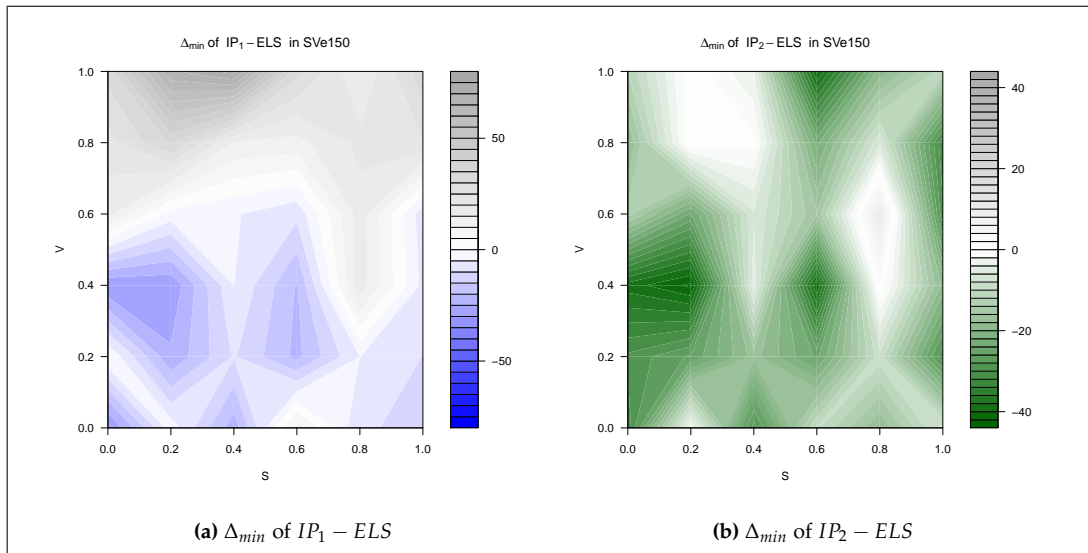 Δmin of IP1 − ELS in SVe150
V
1.0
0.8
0.6
0.4
0.2
0.0
0.0 0.2 0.4 0.6 0.8 1.0
S
50
0
−50
(a) Δmin of IP1 − ELS
Δmin of IP2 − ELS in SVe150
V
1.0
0.8
0.6
0.4
0.2
0.0
0.0 0.2 0.4 0.6 0.8 1.0
S
40
20
0
−20
−40
(b) Δmin of IP2 − ELS